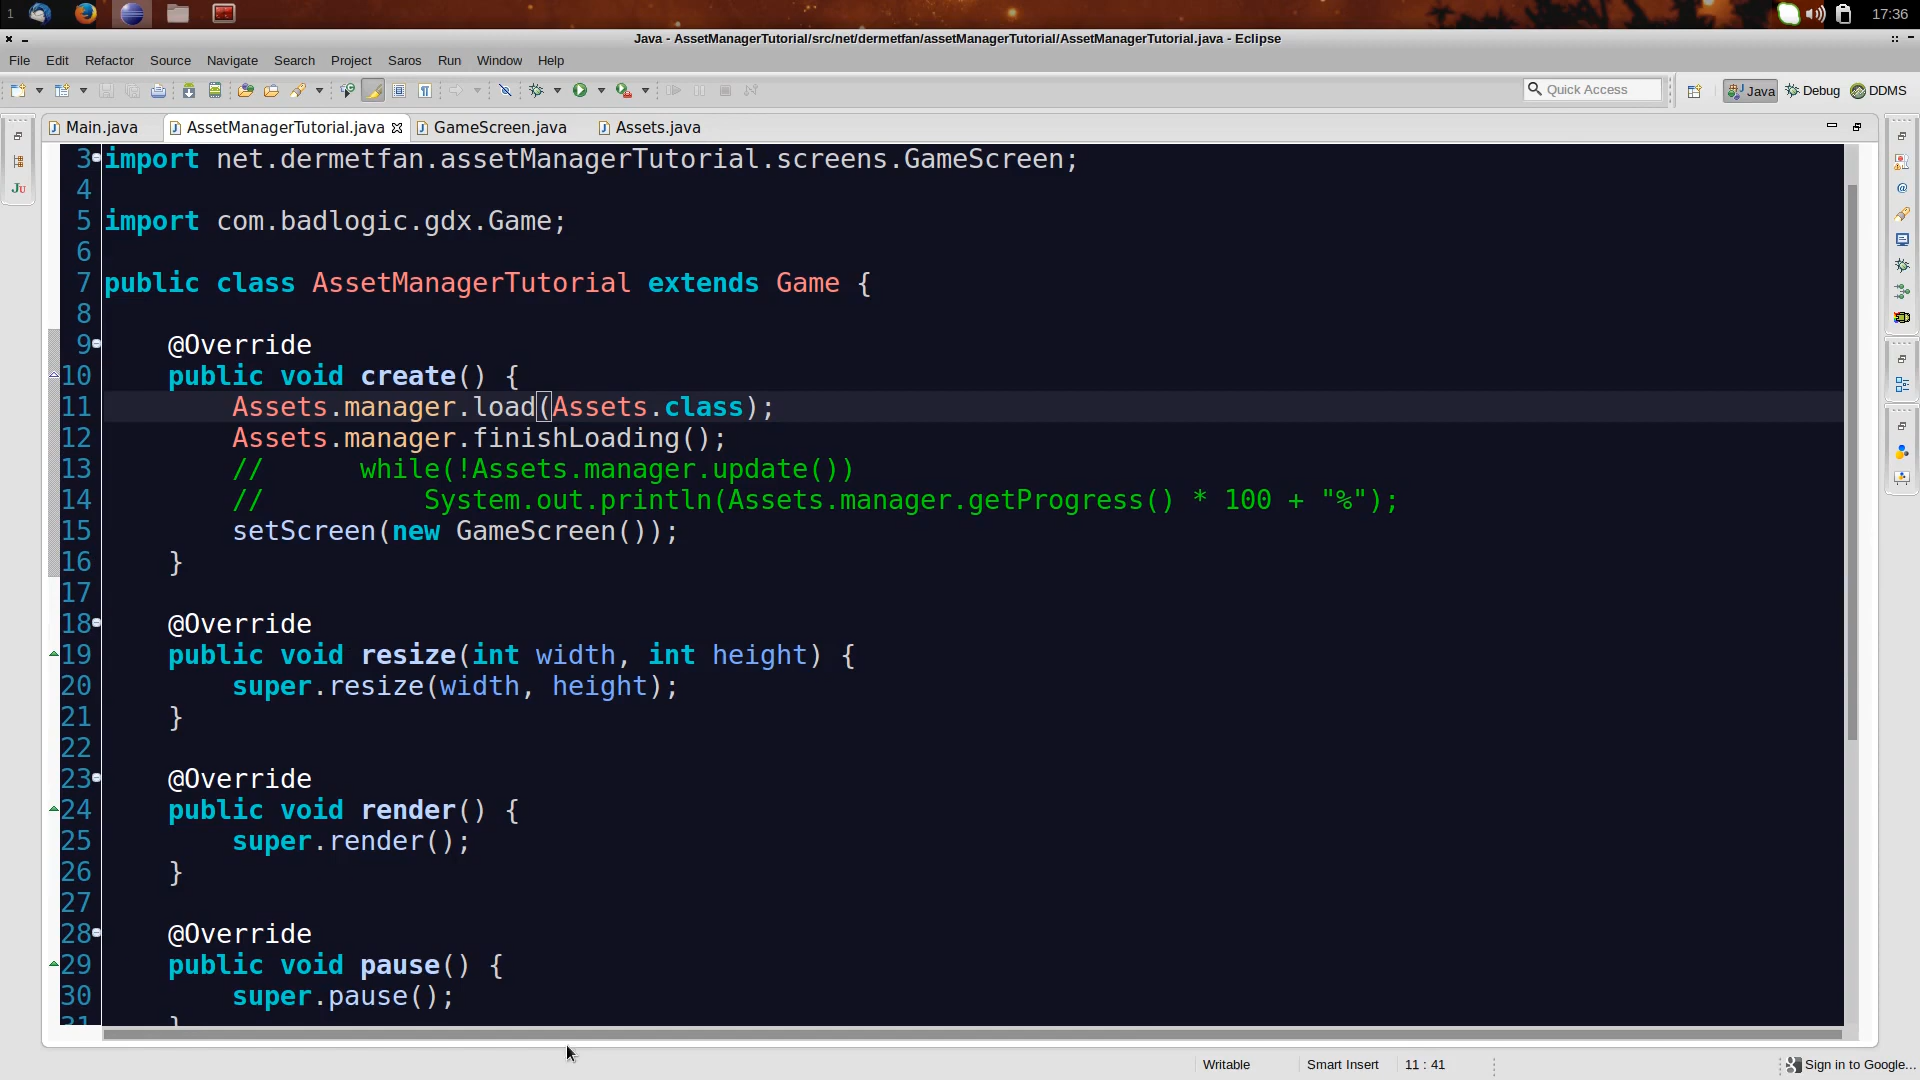 1
17:36
Java - AssetManagerTutorial/src/net/dermetfan/assetManagerTutorial/AssetManagerTutorial.java - Eclipse
File Edit Refactor Source Navigate Search Project Saros Run Window Help
Quick Access
Java Debug DDMS
Main.java AssetManagerTutorial.java GameScreen.java Assets.java
3 import net.dermetfan.assetManagerTutorial.screens.GameScreen;
4
5 import com.badlogic.gdx.Game;
6
7 public class AssetManagerTutorial extends Game {
8
9 @Override
10 public void create() {
11 Assets.manager.load(Assets.class);
12 Assets.manager.finishLoading();
13 // while(!Assets.manager.update())
14 // System.out.println(Assets.manager.getProgress() * 100 + "%");
15 setScreen(new GameScreen());
16 }
17
18 @Override
19 public void resize(int width, int height) {
20 super.resize(width, height);
21 }
22
23 @Override
24 public void render() {
25 super.render();
26 }
27
28 @Override
29 public void pause() {
30 super.pause();
31 }
Writable Smart Insert 11 : 41 Sign in to Google...